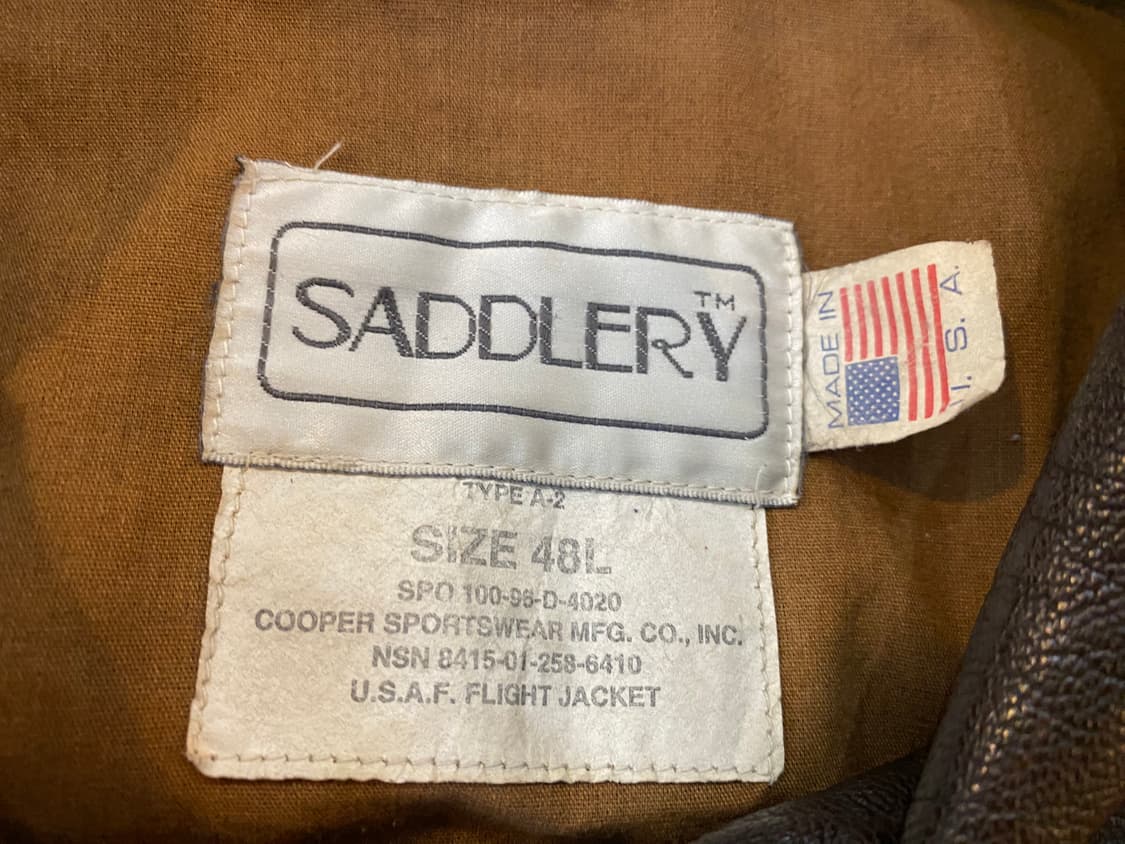 SADDLERY™
MADE IN
U. S. A.
TYPE A-2
SIZE 48L
SPO 100-96-D-4020
COOPER SPORTSWEAR MFG. CO., INC.
NSN 8415-01-258-6410
U.S.A.F. FLIGHT JACKET